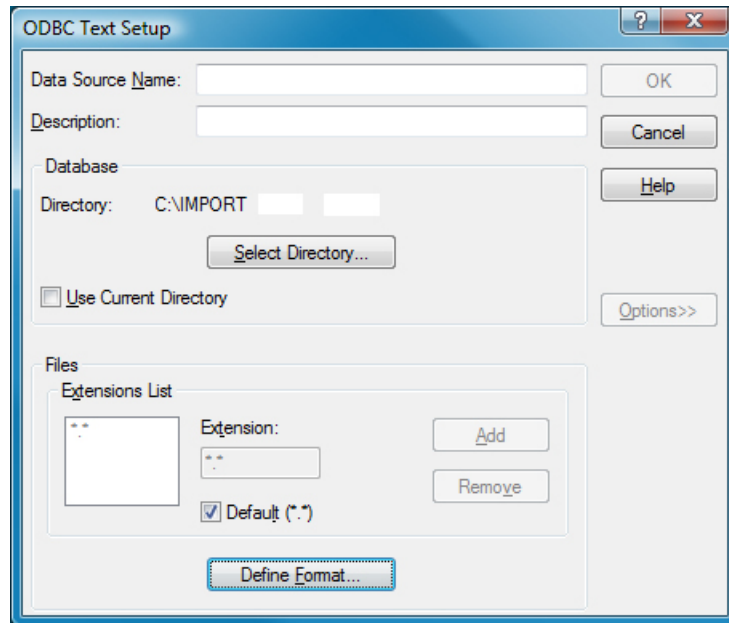 ODBC Text Setup
Data Source Name:
OK
Description:
Cancel
Database
Help
Directory: C:\IMPORT
Select Directory...
Use Current Directory
Options>>
Files
Extensions List
*.*
Extension:
Add
*.*
Remove
Default (*.*)
Define Format...